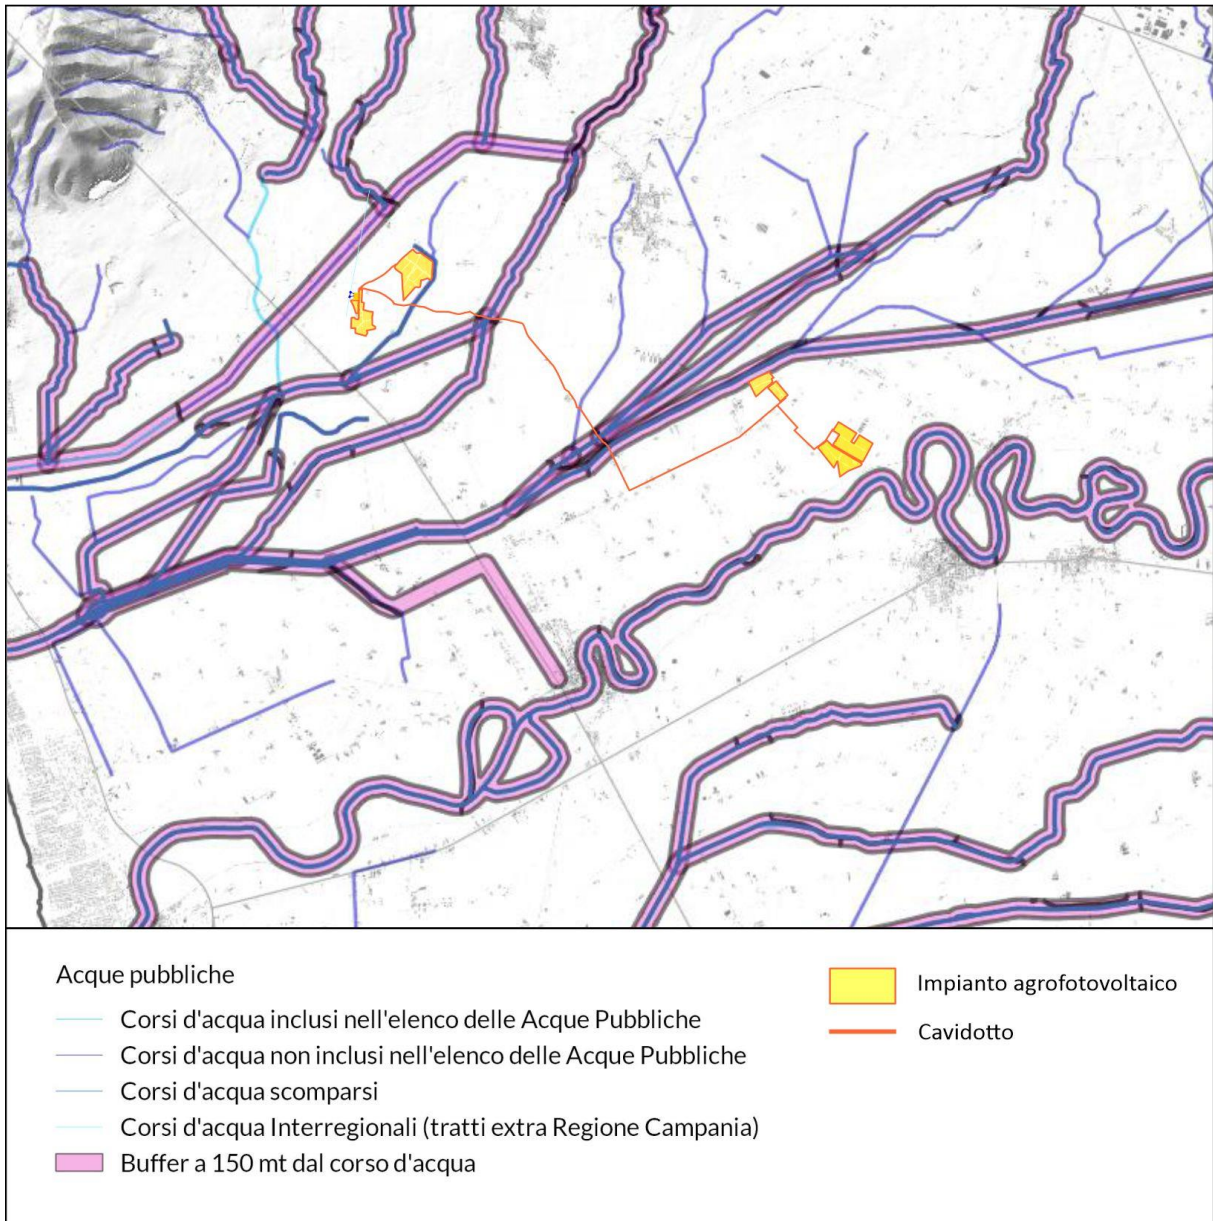 Acque pubbliche
Corsi d'acqua inclusi nell'elenco delle Acque Pubbliche
Corsi d'acqua non inclusi nell'elenco delle Acque Pubbliche
Corsi d'acqua scomparsi
Corsi d'acqua Interregionali (tratti extra Regione Campania)
Buffer a 150 mt dal corso d'acqua
Impianto agrofotovoltaico
Cavidotto